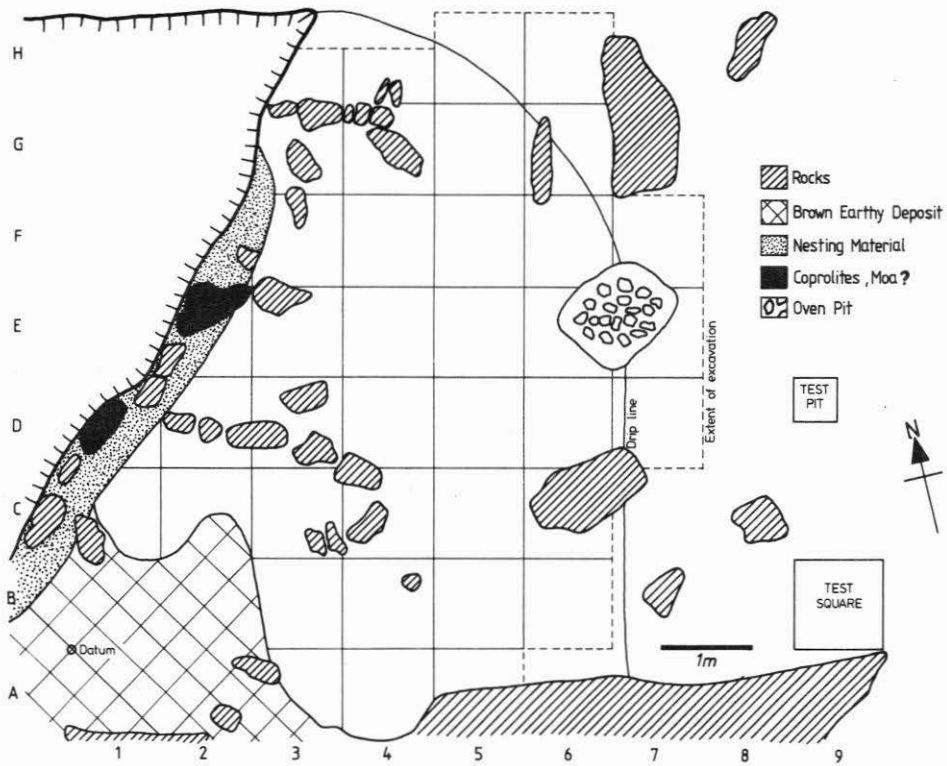 H
G
F
E
D
C
B
A
Rocks
Brown Earthy Deposit
Nesting Material
Coprolites, Moa?
Oven Pit
Drip line
Extent of excavation
TEST
PIT
N
TEST
SQUARE
Datum
1m
1 2 3 4 5 6 7 8 9